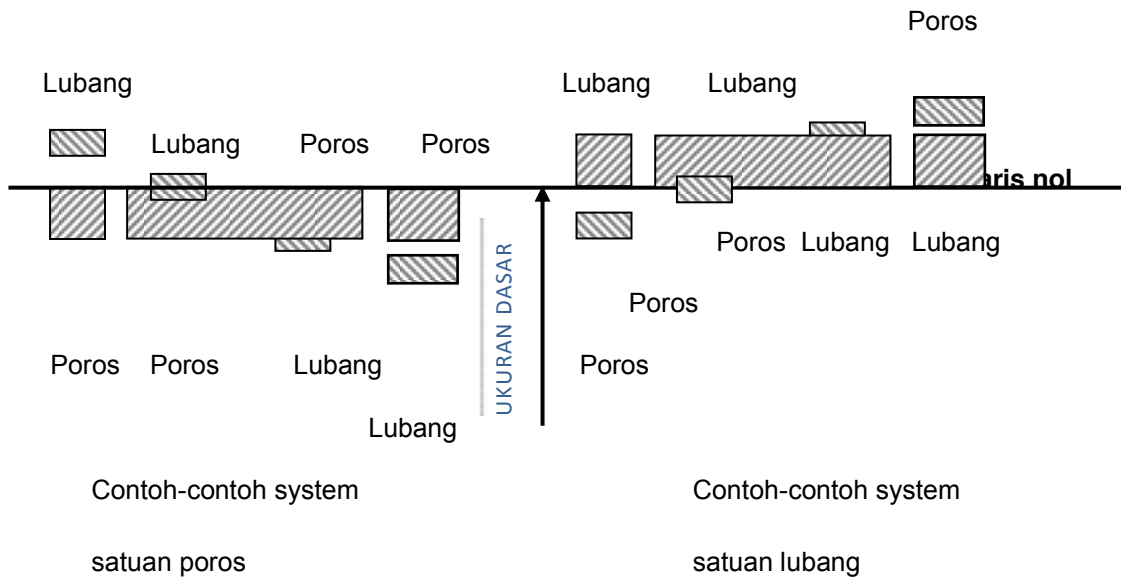 Poros
Lubang
Lubang
Lubang
Lubang
Poros
Poros
aris nol
Poros
Lubang
Lubang
Poros
Poros
Poros
Lubang
Poros
Lubang
UKURAN DASAR
Contoh-contoh system
satuan poros
Contoh-contoh system
satuan lubang